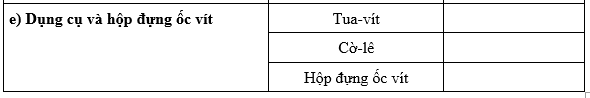 e) Dụng cụ và hộp đựng ốc vít
Tua-vít
Cờ-lê
Hộp đựng ốc vít